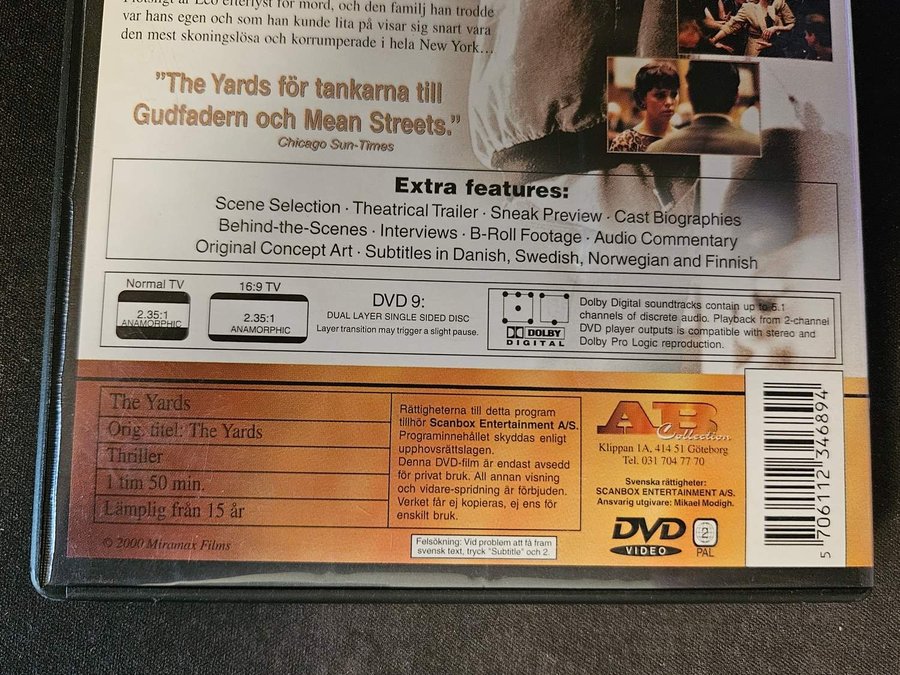 Plötsligt är Leo efterlyst för mord, och den familj han trodde
var hans egen och som han kunde lita på visar sig snart vara
den mest skoningslösa och korrumperade i hela New York…
"The Yards för tankarna till
Gudfadern och Mean Streets."
Chicago Sun-Times
Extra features:
Scene Selection · Theatrical Trailer · Sneak Preview · Cast Biographies
Behind-the-Scenes · Interviews · B-Roll Footage · Audio Commentary
Original Concept Art · Subtitles in Danish, Swedish, Norwegian and Finnish
Normal TV
2.35:1
ANAMORPHIC
16:9 TV
2.35:1
ANAMORPHIC
DVD 9:
DUAL LAYER SINGLE SIDED DISC
Layer transition may trigger a slight pause.
DOLBY
DIGITAL
Dolby Digital soundtracks contain up to 5.1
channels of discrete audio. Playback from 2-channel
DVD player outputs is compatible with stereo and
Dolby Pro Logic reproduction.
The Yards
Orig. titel: The Yards
Thriller
1 tim 50 min.
Lämplig från 15 år
© 2000 Miramax Films
Rättigheterna till detta program
tillhör Scanbox Entertainment A/S.
Programinnehållet skyddas enligt
upphovsrättslagen.
Denna DVD-film är endast avsedd
för privat bruk. All annan visning
och vidare-spridning är förbjuden.
Verket får ej kopieras, ej ens för
enskilt bruk.
Felsökning: Vid problem att få fram
svensk text, tryck "Subtitle" och 2.
AB
Collection
Klippan 1A, 414 51 Göteborg
Tel. 031 704 77 70
Svenska rättigheter:
SCANBOX ENTERTAINMENT A/S.
Ansvarig utgivare: Mikael Modigh.
DVD
VIDEO
2
PAL
5 706112 346894